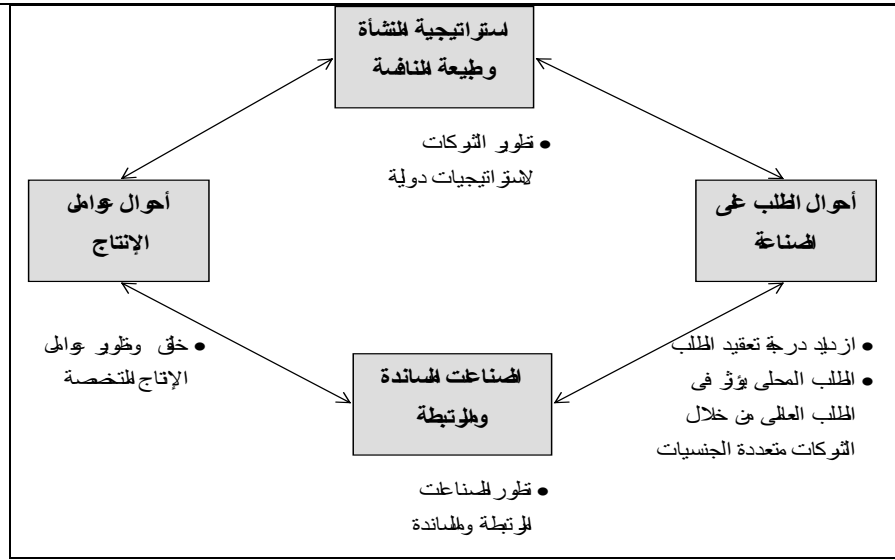 استراتيجية المنشأة
وطبيعة المنافسة
• تطوير الشركات
لاستراتيجيات دولية
أحوال الطلب على
الصناعة
أحوال عوامل
الإنتاج
• ازدياد درجة تعقيد الطلب
• الطلب المحلى يؤثر فى
الطلب العالمى من خلال
الشركات متعددة الجنسيات
الصناعات المساندة
والمرتبطة
• خلق وتطوير عوامل
الإنتاج المتخصصة
• تطور الصناعات
المرتبطة والمساندة